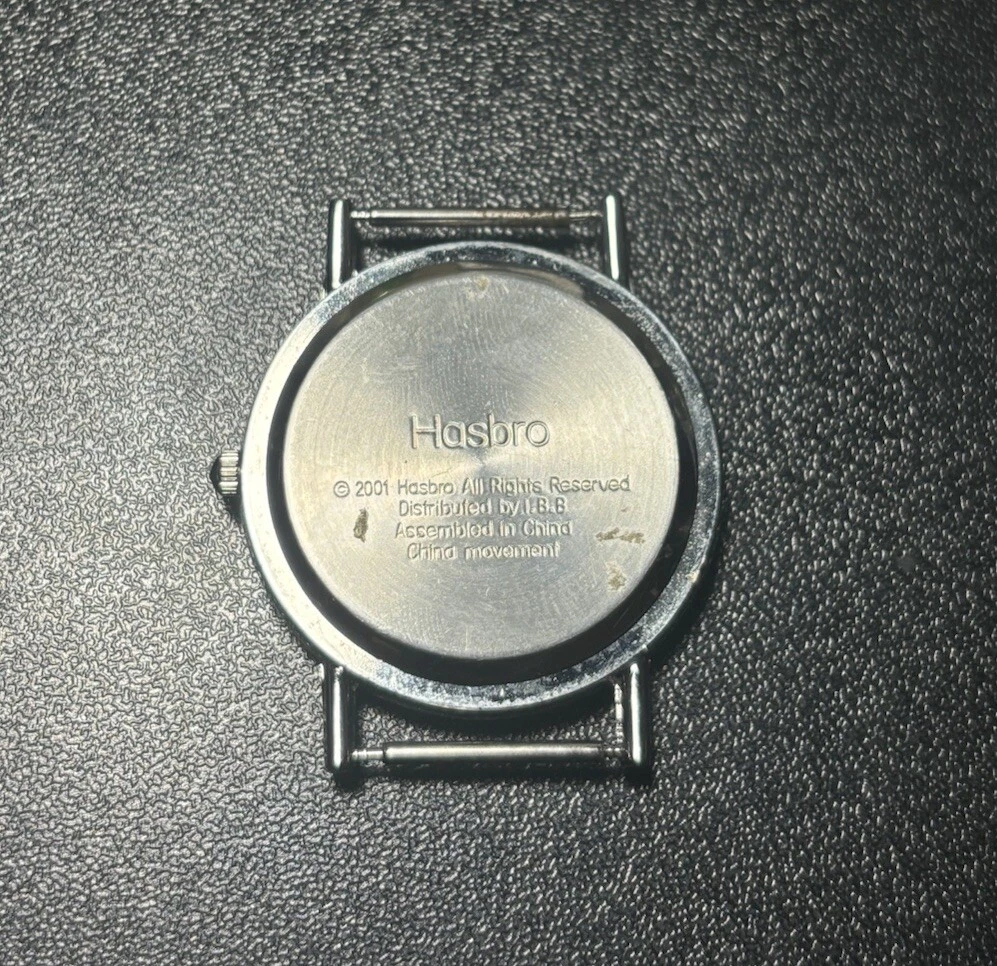 Hasbro
© 2001 Hasbro All Rights Reserved
Distributed by I.B.B
Assembled in China
China movement